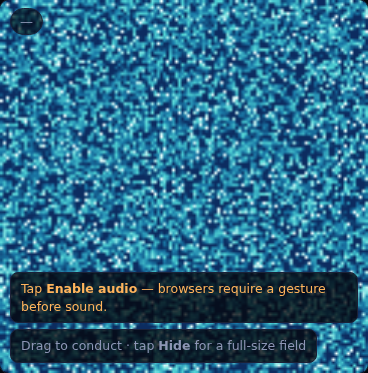 —
Tap Enable audio — browsers require a gesture
before sound.
Drag to conduct · tap Hide for a full-size field